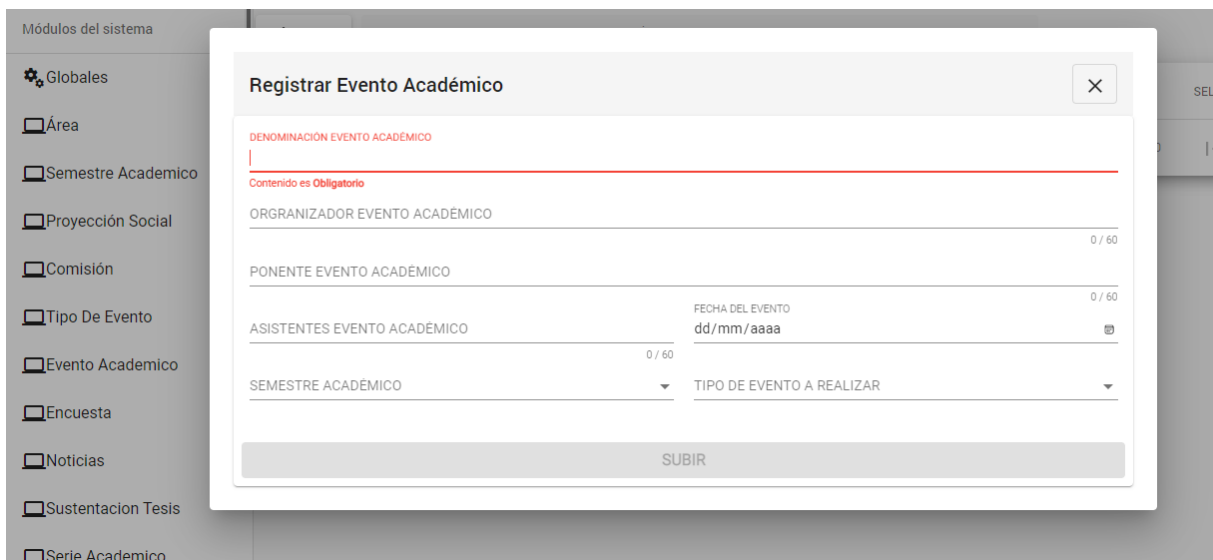 Módulos del sistema
Globales
Área
Semestre Academico
Proyección Social
Comisión
Tipo De Evento
Evento Academico
Encuesta
Noticias
Sustentacion Tesis
Serie Academico
Registrar Evento Académico
DENOMINACIÓN EVENTO ACADÉMICO
Contenido es Obligatorio
ORGRANIZADOR EVENTO ACADÉMICO
0 / 60
PONENTE EVENTO ACADÉMICO
0 / 60
ASISTENTES EVENTO ACADÉMICO
0 / 60
FECHA DEL EVENTO
dd/mm/aaaa
SEMESTRE ACADÉMICO
TIPO DE EVENTO A REALIZAR
SUBIR
SEL